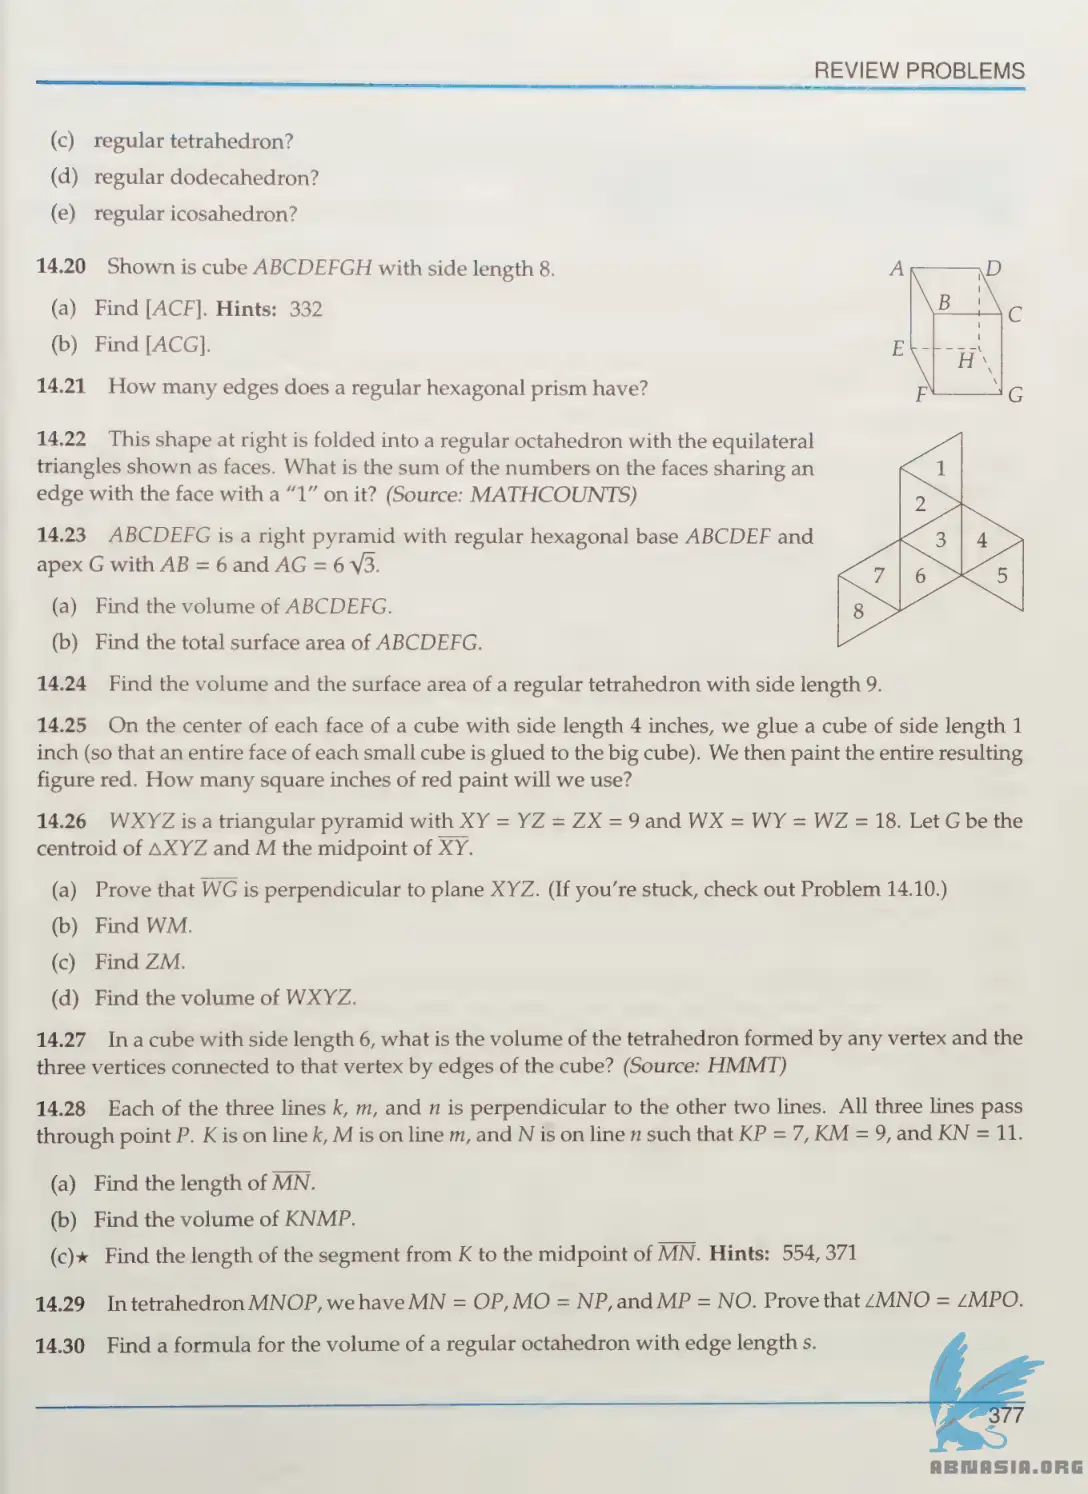 REVIEW PROBLEMS
(c) regular tetrahedron?
(d) regular dodecahedron?
(e) regular icosahedron?
14.20 Shown is cube ABCDEFGH with side length 8.
(a) Find [ACF]. Hints: 332
(b) Find [ACG].
A
D
B
C
E
H
F
G
14.21 How many edges does a regular hexagonal prism have?
14.22 This shape at right is folded into a regular octahedron with the equilateral
triangles shown as faces. What is the sum of the numbers on the faces sharing an
edge with the face with a "1" on it? (Source: MATHCOUNTS)
1
2
3
4
7
6
5
8
14.23 ABCDEFG is a right pyramid with regular hexagonal base ABCDEF and
apex G with AB = 6 and AG = 6√3.
(a) Find the volume of ABCDEFG.
(b) Find the total surface area of ABCDEFG.
14.24 Find the volume and the surface area of a regular tetrahedron with side length 9.
14.25 On the center of each face of a cube with side length 4 inches, we glue a cube of side length 1
inch (so that an entire face of each small cube is glued to the big cube). We then paint the entire resulting
figure red. How many square inches of red paint will we use?
14.26 WXYZ is a triangular pyramid with XY = YZ = ZX = 9 and WX = WY = WZ = 18. Let G be the
centroid of △XYZ and M the midpoint of X̅Y̅.
(a) Prove that W̅G̅ is perpendicular to plane XYZ. (If you're stuck, check out Problem 14.10.)
(b) Find WM.
(c) Find ZM.
(d) Find the volume of WXYZ.
14.27 In a cube with side length 6, what is the volume of the tetrahedron formed by any vertex and the
three vertices connected to that vertex by edges of the cube? (Source: HMMT)
14.28 Each of the three lines k, m, and n is perpendicular to the other two lines. All three lines pass
through point P. K is on line k, M is on line m, and N is on line n such that KP = 7, KM = 9, and KN = 11.
(a) Find the length of M̅N̅.
(b) Find the volume of KNMP.
(c)★ Find the length of the segment from K to the midpoint of M̅N̅. Hints: 554, 371
14.29 In tetrahedron MNOP, we have MN = OP, MO = NP, and MP = NO. Prove that ∠MNO = ∠MPO.
14.30 Find a formula for the volume of a regular octahedron with edge length s.
377
ABNASIA.ORG